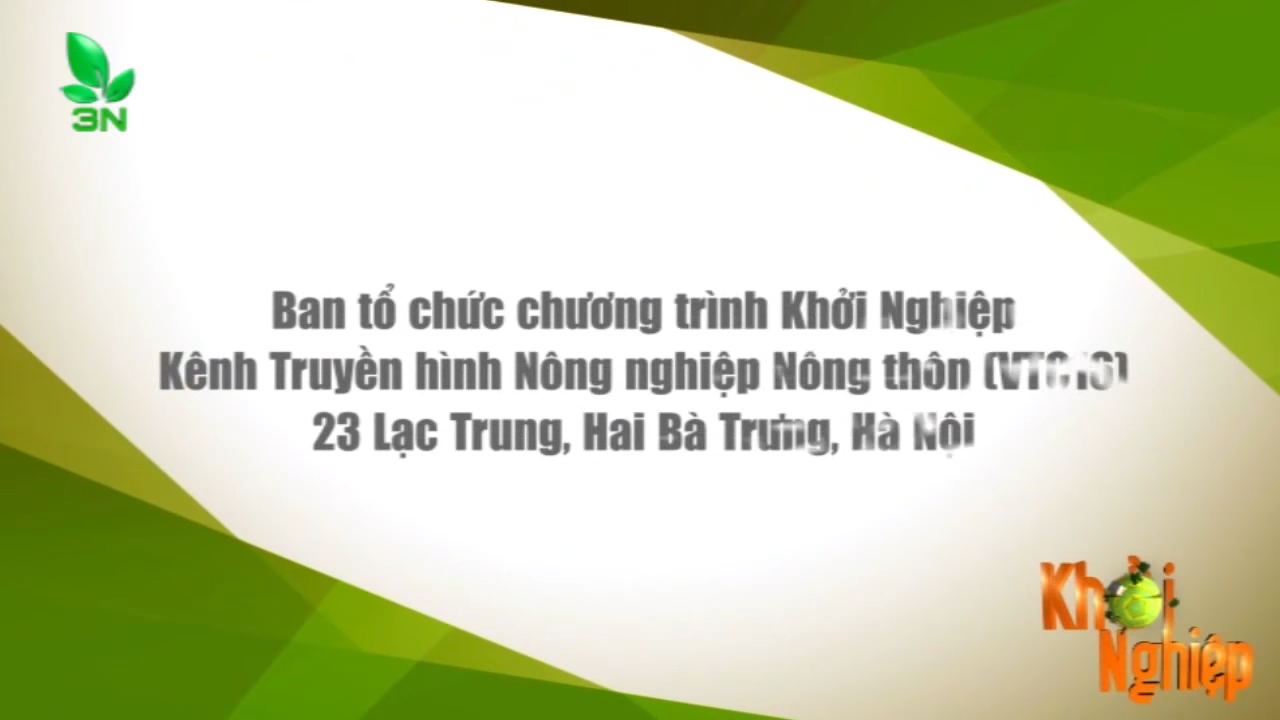 3N
Ban tổ chức chương trình Khởi Nghiệp
Kênh Truyền hình Nông nghiệp Nông thôn (VTC16)
23 Lạc Trung, Hai Bà Trưng, Hà Nội
Khởi
Nghiệp